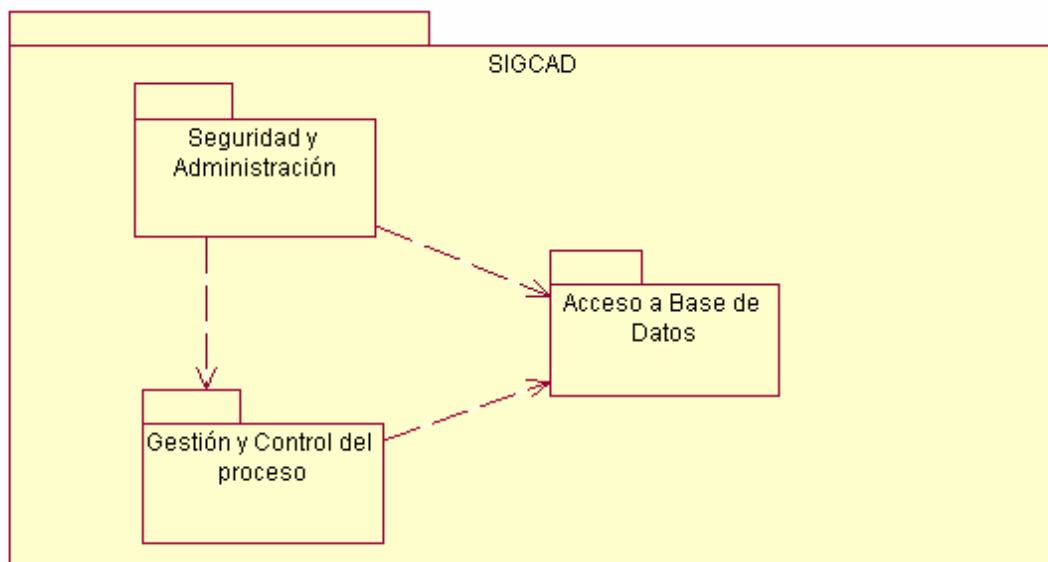 SIGCAD
Seguridad y
Administración
Acceso a Base de
Datos
Gestión y Control del
proceso